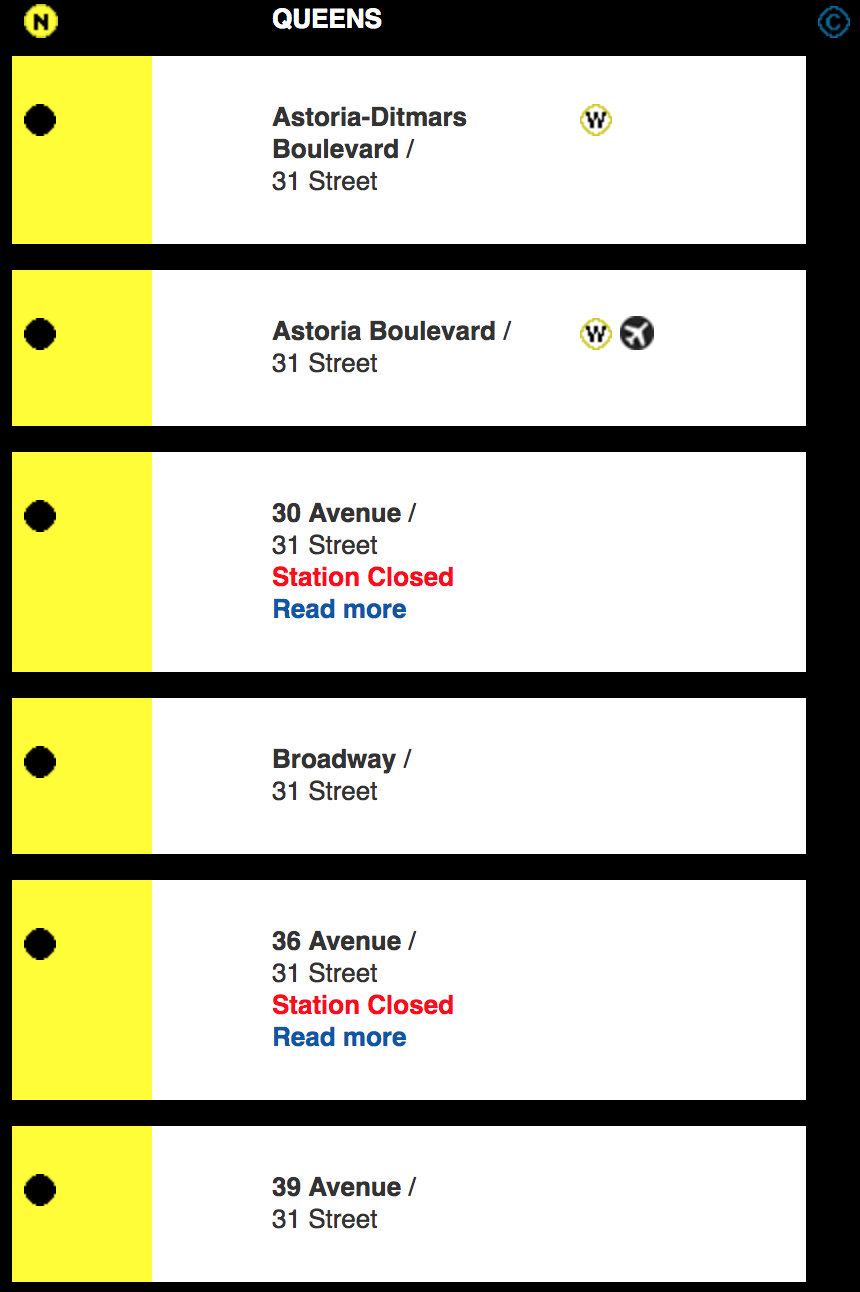 N QUEENS C
Astoria-Ditmars W
Boulevard /
31 Street
Astoria Boulevard / W
31 Street
30 Avenue /
31 Street
Station Closed
Read more
Broadway /
31 Street
36 Avenue /
31 Street
Station Closed
Read more
39 Avenue /
31 Street